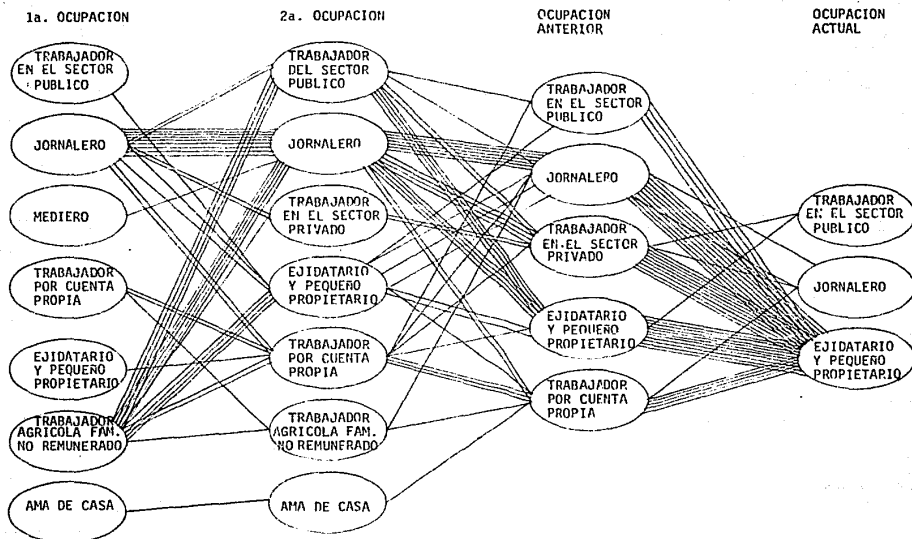 1a. OCUPACION
2a. OCUPACION
OCUPACION
ANTERIOR
OCUPACION
ACTUAL
TRABAJADOR
EN EL SECTOR
PUBLICO
JORNALERO
MEDIERO
TRABAJADOR
POR CUENTA
PROPIA
EJIDATARIO
Y PEQUEÑO
PROPIETARIO
TRABAJADOR
AGRICOLA FAM.
NO REMUNERADO
AMA DE CASA
TRABAJADOR
DEL SECTOR
PUBLICO
JORNALERO
TRABAJADOR
EN EL SECTOR
PRIVADO
EJIDATARIO
Y PEQUEÑO
PROPIETARIO
TRABAJADOR
POR CUENTA
PROPIA
TRABAJADOR
AGRICOLA FAM.
NO REMUNERADO
AMA DE CASA
TRABAJADOR
EN EL SECTOR
PUBLICO
JORNALEPO
TRABAJADOR
EN.EL SECTOR
PRIVADO
EJIDATARIO
Y PEQUEÑO
PROPIETARIO
TRABAJADOR
POR CUENTA
PROPIA
TRABAJADOR
EN EL SECTOR
PUBLICO
JORNALERO
EJIDATARIO
Y PEQUEÑO
PROPIETARIO